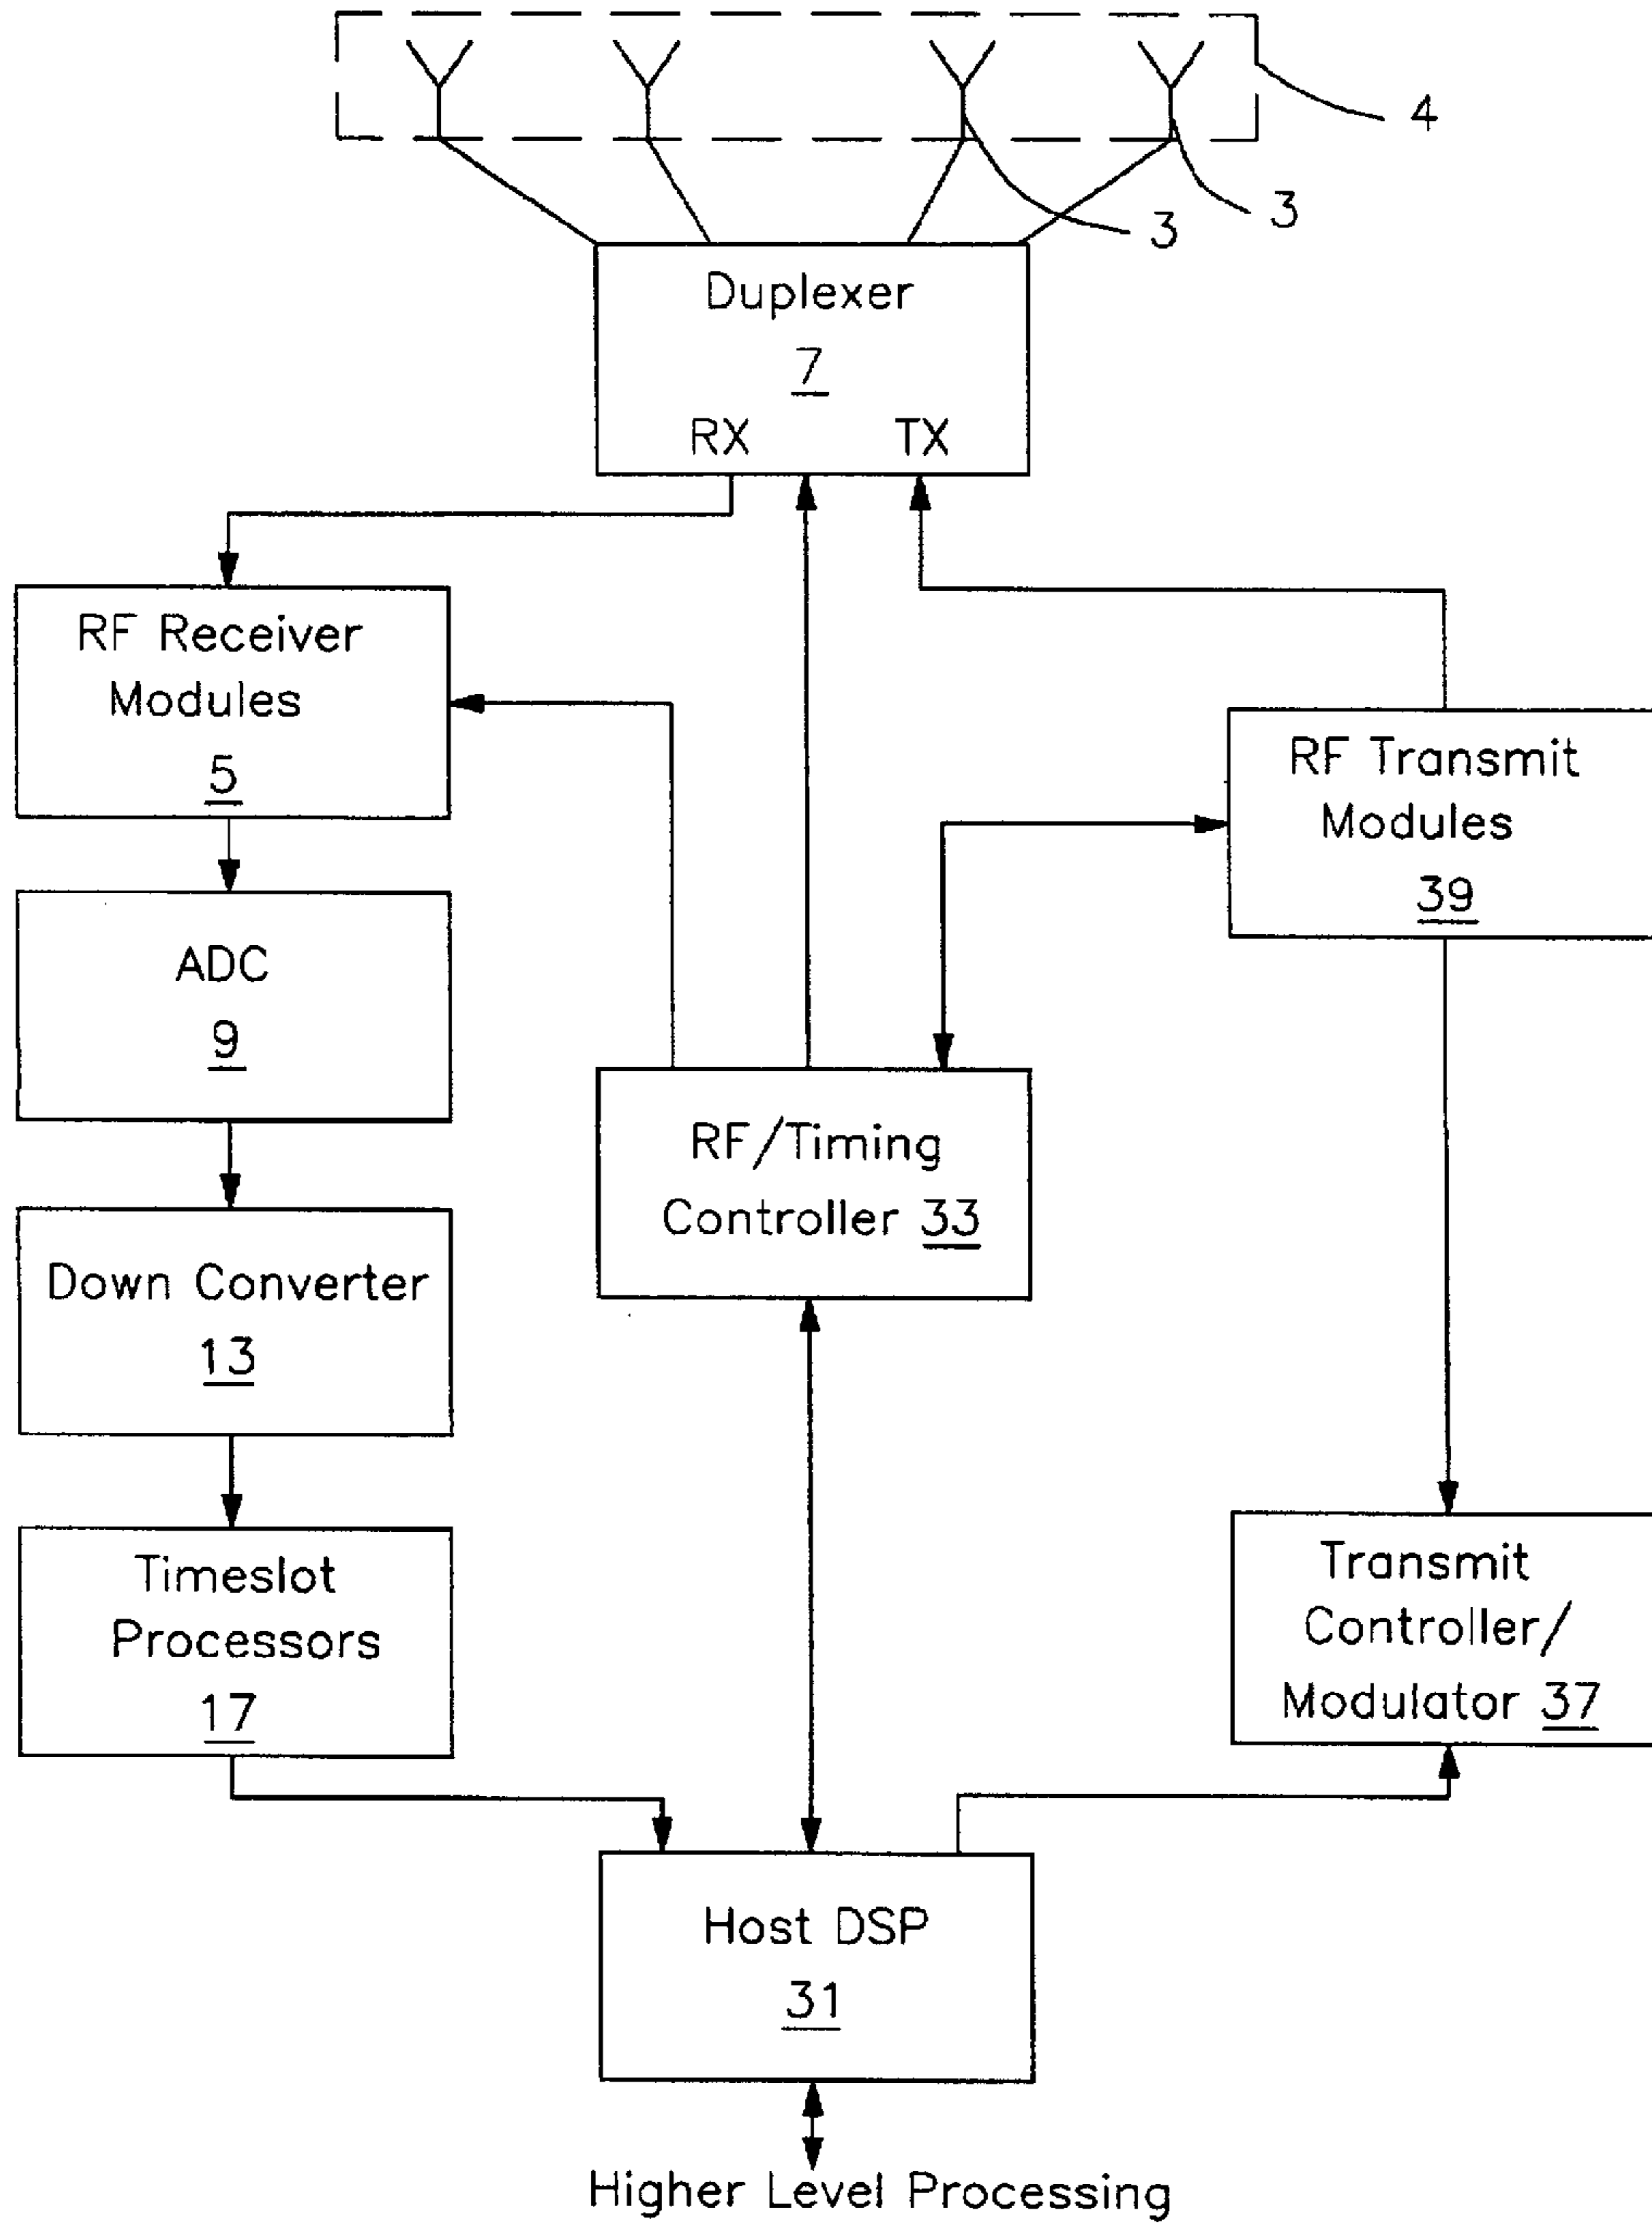 4
3
3
Duplexer
7
RX TX
RF Receiver
Modules
5
RF Transmit
Modules
39
ADC
9
RF/Timing
Controller 33
Down Converter
13
Timeslot
Processors
17
Transmit
Controller/
Modulator 37
Host DSP
31
Higher Level Processing